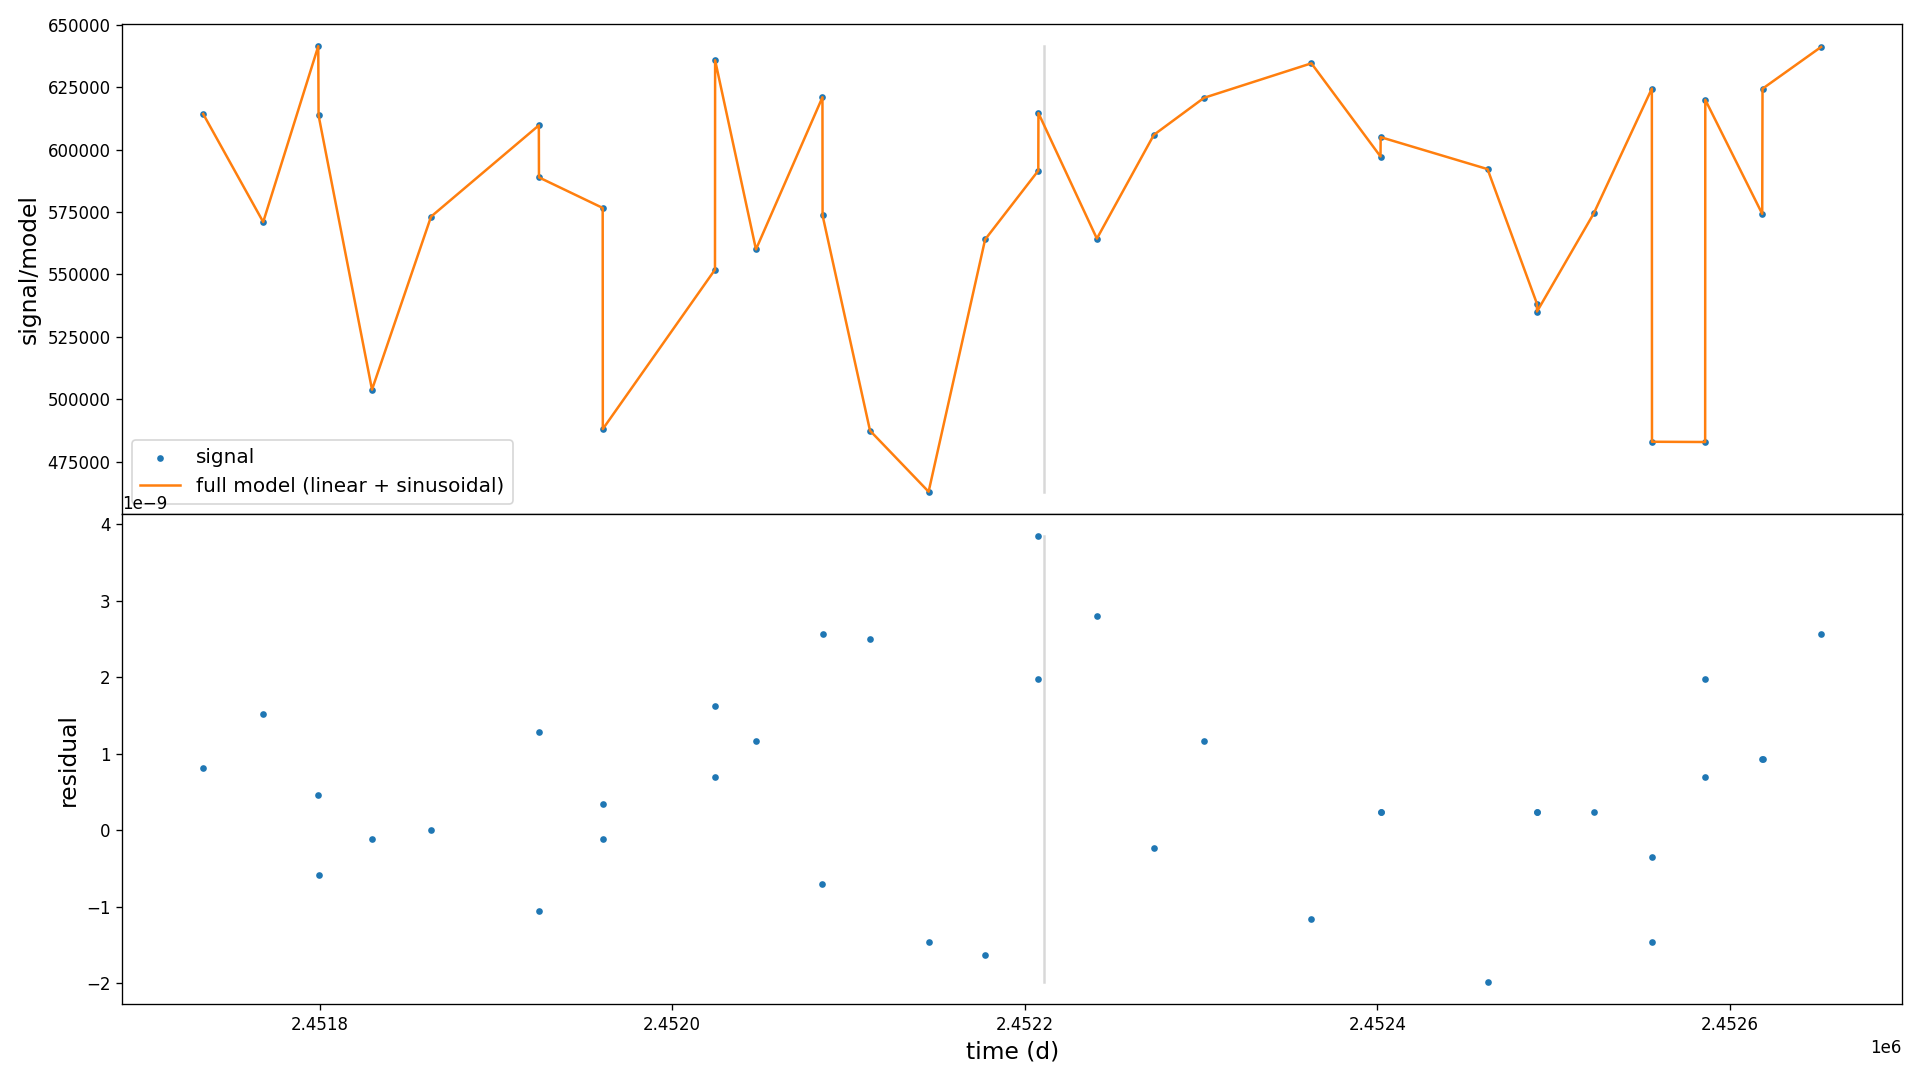 650000
625000
600000
575000
550000
525000
500000
475000
signal/model
signal
full model (linear + sinusoidal)
1e−9
4
3
2
1
0
−1
−2
residual
2.4518
2.4520
2.4522
2.4524
2.4526
time (d)
1e6